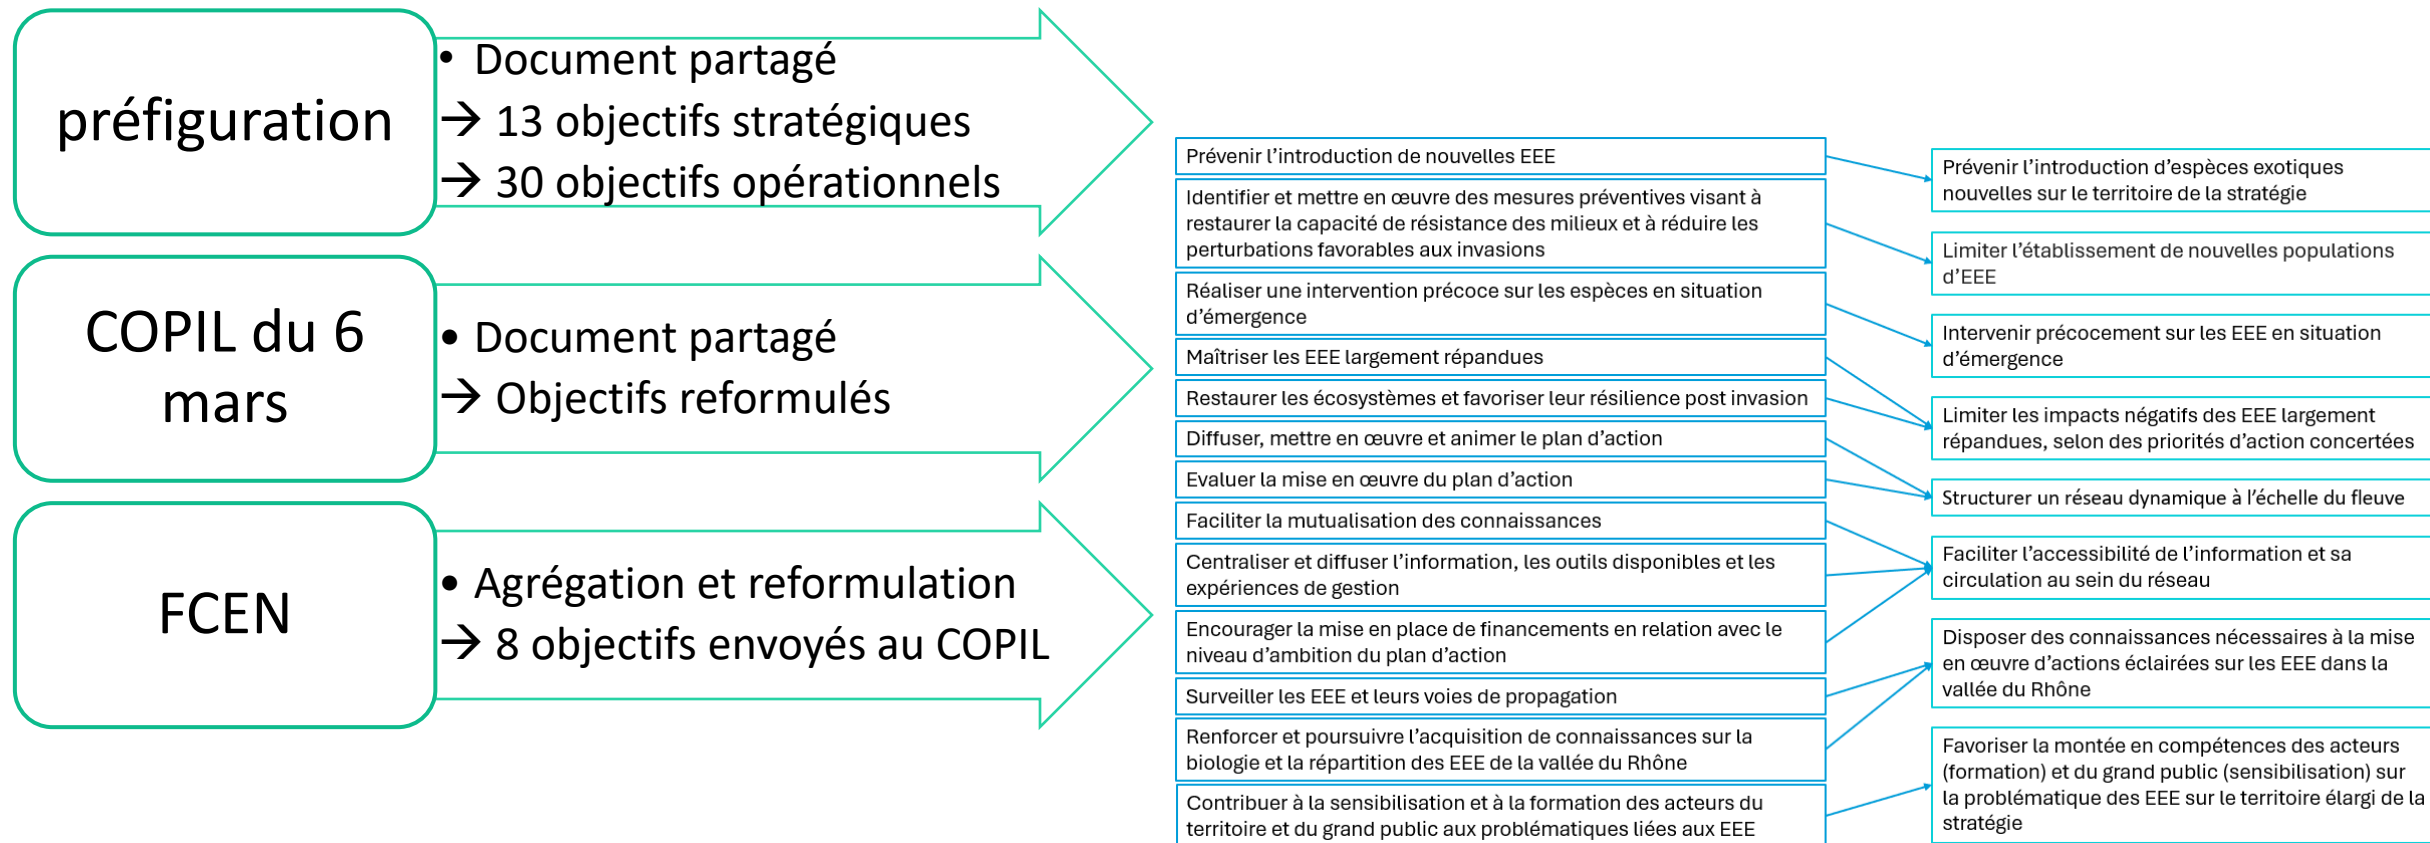 préfiguration
• Document partagé
→ 13 objectifs stratégiques
→ 30 objectifs opérationnels
COPIL du 6
mars
• Document partagé
→ Objectifs reformulés
FCEN
• Agrégation et reformulation
→ 8 objectifs envoyés au COPIL
Prévenir l’introduction de nouvelles EEE
Identifier et mettre en œuvre des mesures préventives visant à
restaurer la capacité de résistance des milieux et à réduire les
perturbations favorables aux invasions
Réaliser une intervention précoce sur les espèces en situation
d’émergence
Maîtriser les EEE largement répandues
Restaurer les écosystèmes et favoriser leur résilience post invasion
Diffuser, mettre en œuvre et animer le plan d’action
Evaluer la mise en œuvre du plan d’action
Faciliter la mutualisation des connaissances
Centraliser et diffuser l’information, les outils disponibles et les
expériences de gestion
Encourager la mise en place de financements en relation avec le
niveau d’ambition du plan d’action
Surveiller les EEE et leurs voies de propagation
Renforcer et poursuivre l’acquisition de connaissances sur la
biologie et la répartition des EEE de la vallée du Rhône
Contribuer à la sensibilisation et à la formation des acteurs du
territoire et du grand public aux problématiques liées aux EEE
Prévenir l’introduction d’espèces exotiques
nouvelles sur le territoire de la stratégie
Limiter l’établissement de nouvelles populations
d’EEE
Intervenir précocement sur les EEE en situation
d’émergence
Limiter les impacts négatifs des EEE largement
répandues, selon des priorités d’action concertées
Structurer un réseau dynamique à l’échelle du fleuve
Faciliter l’accessibilité de l’information et sa
circulation au sein du réseau
Disposer des connaissances nécessaires à la mise
en œuvre d’actions éclairées sur les EEE dans la
vallée du Rhône
Favoriser la montée en compétences des acteurs
(formation) et du grand public (sensibilisation) sur
la problématique des EEE sur le territoire élargi de la
stratégie